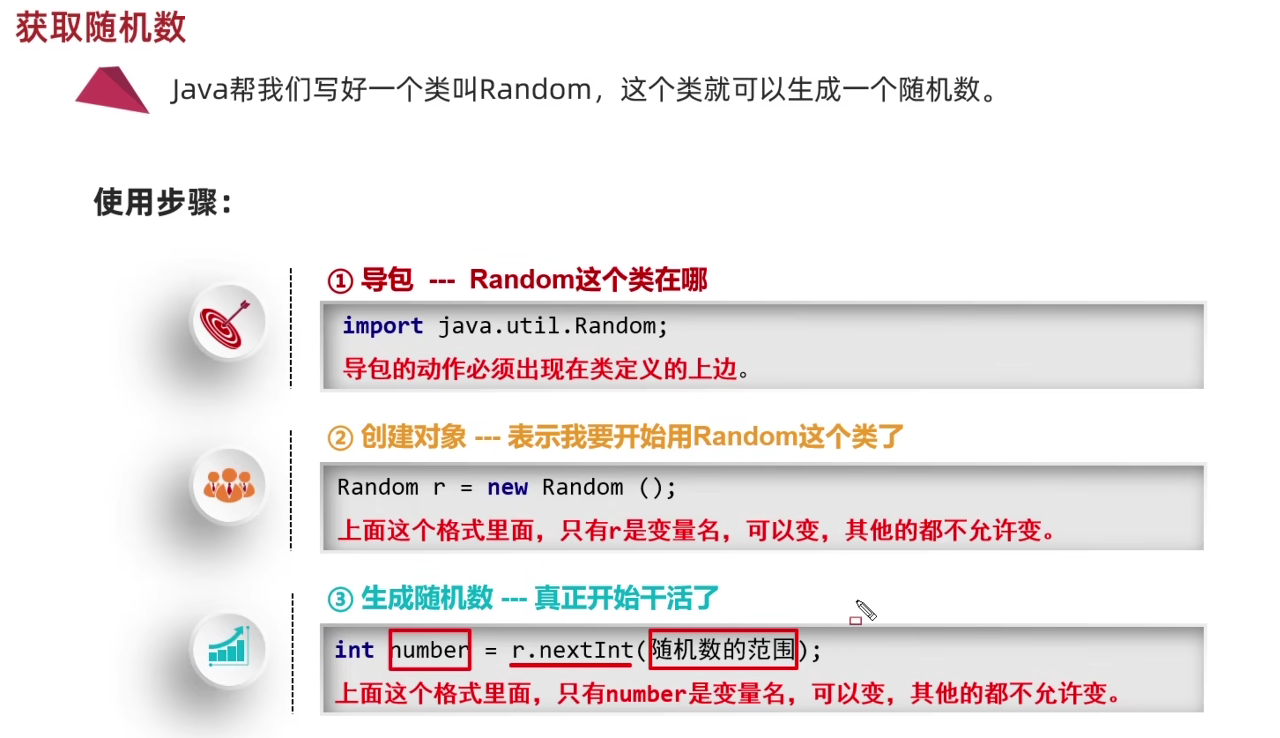 获取随机数
Java帮我们写好一个类叫Random，这个类就可以生成一个随机数。
使用步骤：
① 导包 --- Random这个类在哪
import java.util.Random;
导包的动作必须出现在类定义的上边。
② 创建对象 --- 表示我要开始用Random这个类了
Random r = new Random ();
上面这个格式里面，只有r是变量名，可以变，其他的都不允许变。
③ 生成随机数 --- 真正开始干活了
int number = r.nextInt(随机数的范围);
上面这个格式里面，只有number是变量名，可以变，其他的都不允许变。